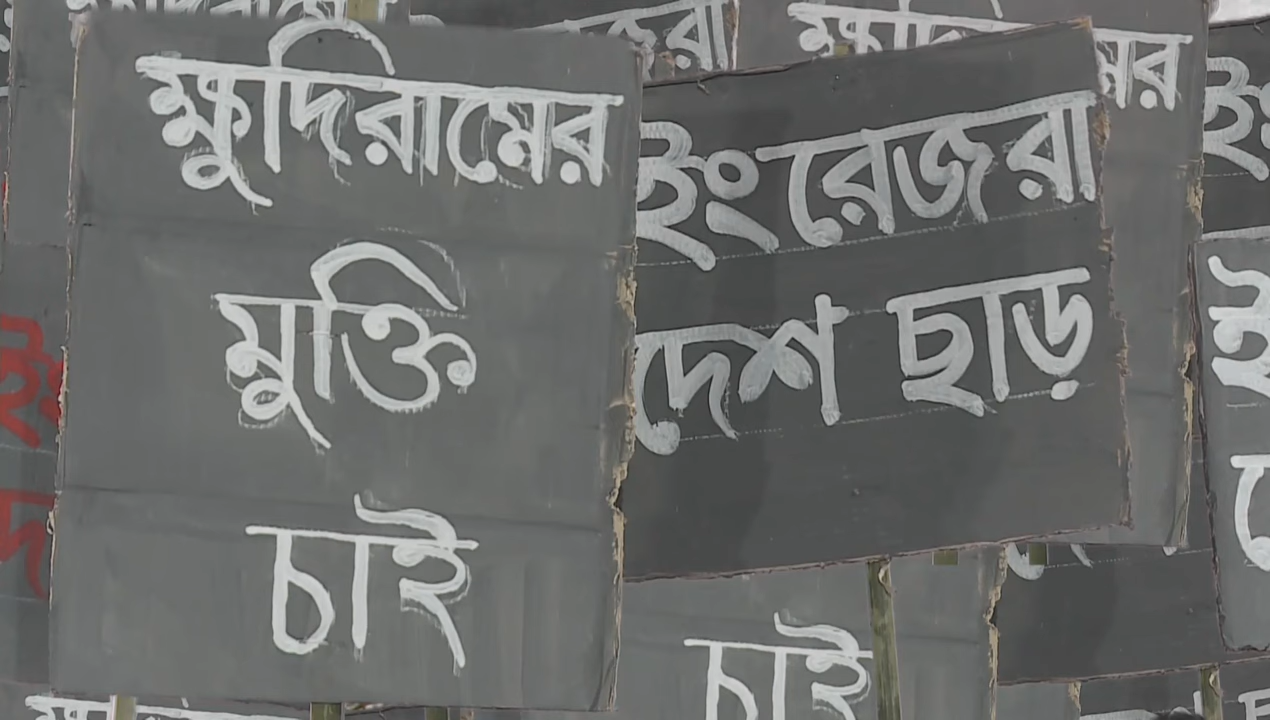 ক্ষুদিরামের
মুক্তি
চাই
ইংরেজরা
দেশ ছাড়
চাই